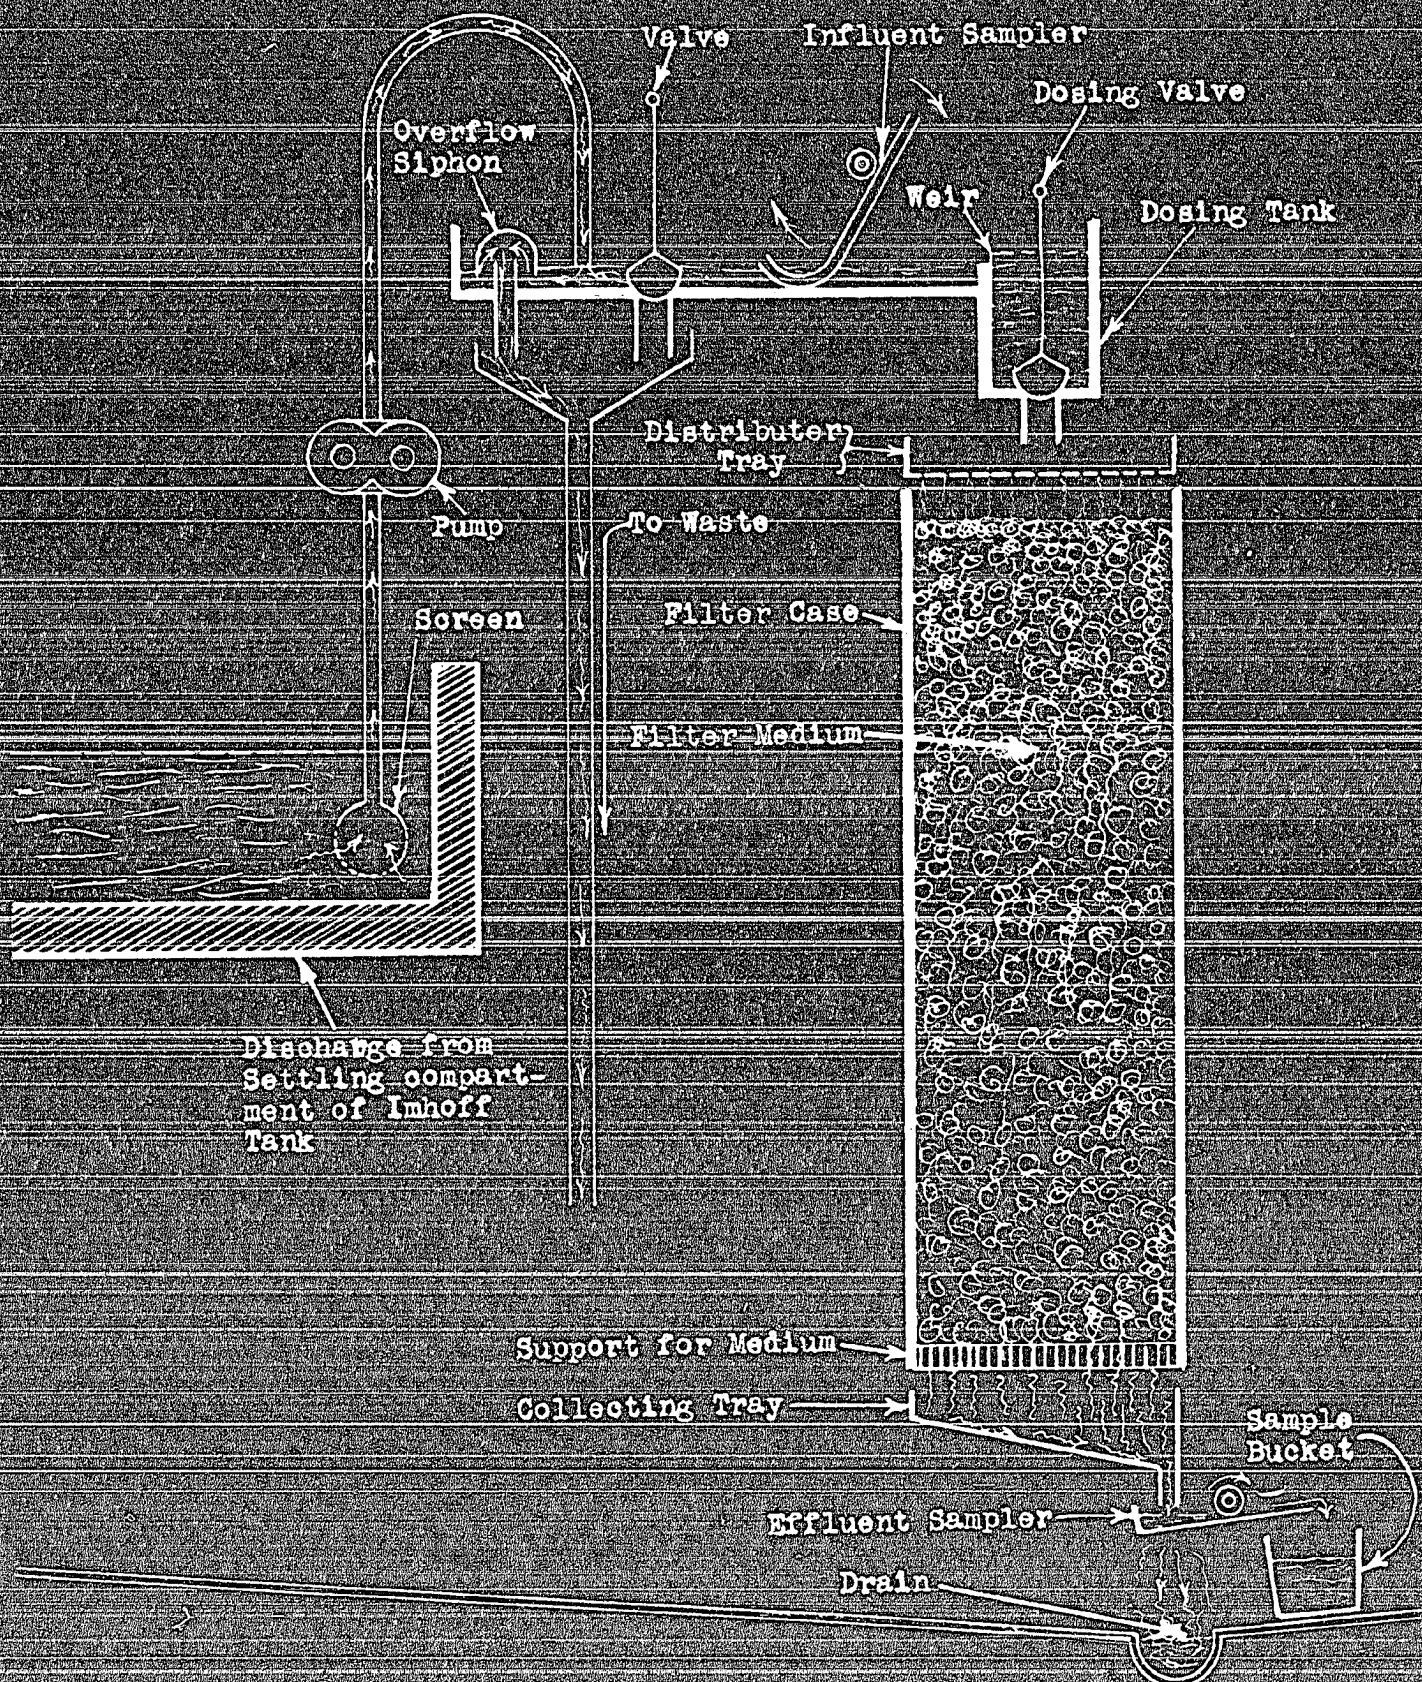 Valve
Influent Sampler
Dosing Valve
Overflow
Siphon
Weir
Dosing Tank
Distributer
Tray
Pump
To Waste
Screen
Filter Case
Filter Medium
Discharge from
Settling compart-
ment of Imhoff
Tank
Support for Medium
Collecting Tray
Sample
Bucket
Effluent Sampler
Drain